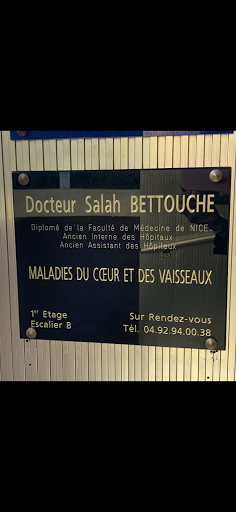 Docteur Salah BETTOUCHE
Diplomé de la Faculté de Médecine de NICE
Ancien Interne des Hôpitaux
Ancien Assistant des Hôpitaux
MALADIES DU CŒUR ET DES VAISSEAUX
1er Etage
Escalier B
Sur Rendez-vous
Tél. 04.92.94.00.38